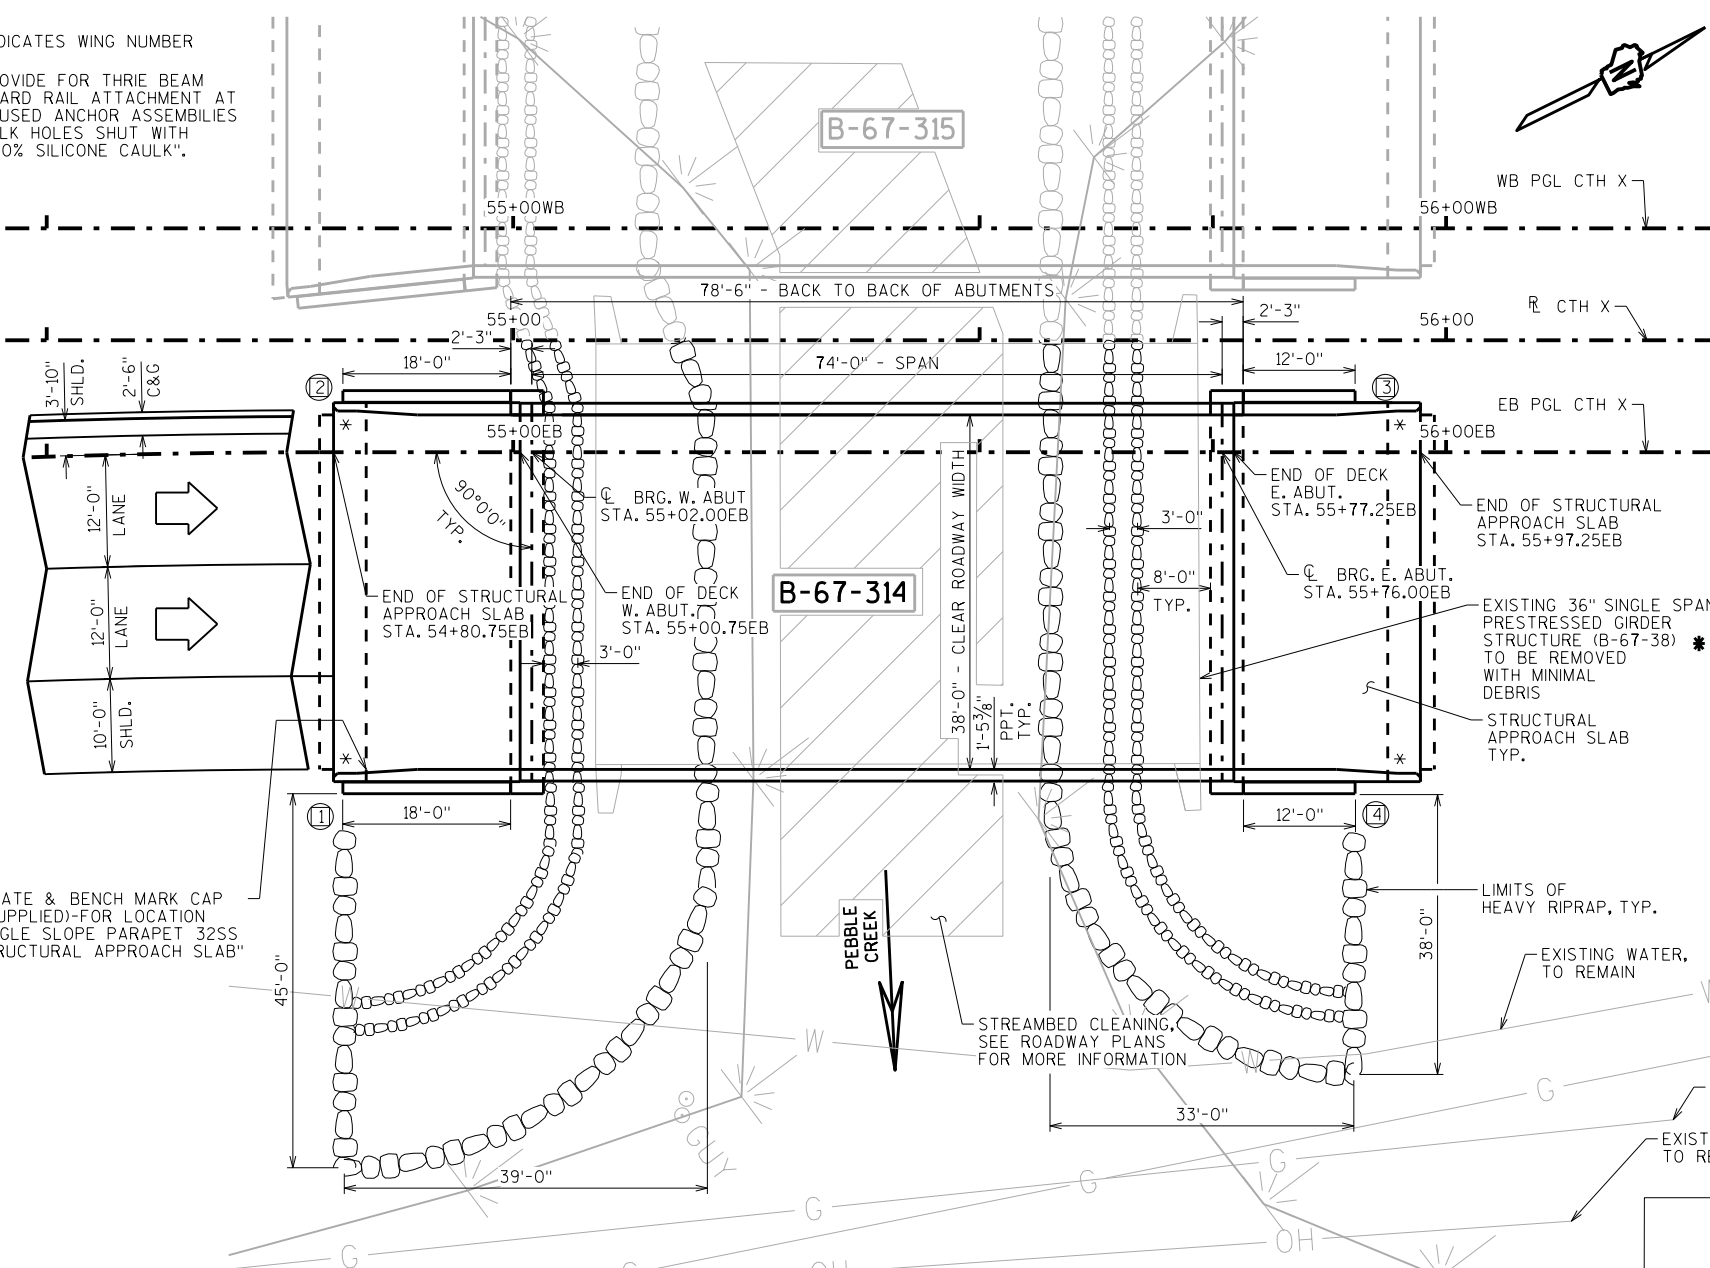 DICATES WING NUMBER
OVIDE FOR THRIE BEAM
ARD RAIL ATTACHMENT AT
USED ANCHOR ASSEMBILIES
LK HOLES SHUT WITH
0% SILICONE CAULK".
B-67-315
N
WB PGL CTH X
55+00WB
56+00WB
78'-6" - BACK TO BACK OF ABUTMENTS
2'-3"
R CTH X
55+00
56+00
2'-3"
18'-0"
74'-0" - SPAN
12'-0"
3'-10"
SHLD.
2'-6"
C&G
2
3
EB PGL CTH X
*
*
55+00EB
56+00EB
90°0'0"
TYP.
℄ BRG. W. ABUT
STA. 55+02.00EB
END OF DECK
E. ABUT.
STA. 55+77.25EB
END OF STRUCTURAL
APPROACH SLAB
STA. 55+97.25EB
12'-0"
LANE
38'-0" - CLEAR ROADWAY WIDTH
3'-0"
8'-0"
TYP.
℄ BRG. E. ABUT.
STA. 55+76.00EB
B-67-314
END OF STRUCTURAL
APPROACH SLAB
STA. 54+80.75EB
END OF DECK
W. ABUT.
STA. 55+00.75EB
3'-0"
12'-0"
LANE
EXISTING 36" SINGLE SPAN
PRESTRESSED GIRDER
STRUCTURE (B-67-38) *
TO BE REMOVED
WITH MINIMAL
DEBRIS
10'-0"
SHLD.
1'-5⅜"
PPT.
TYP.
STRUCTURAL
APPROACH SLAB
TYP.
*
*
1
18'-0"
12'-0"
4
ATE & BENCH MARK CAP
UPPLIED)-FOR LOCATION
GLE SLOPE PARAPET 32SS
RUCTURAL APPROACH SLAB"
45'-0"
PEBBLE
CREEK
38'-0"
LIMITS OF
HEAVY RIPRAP, TYP.
EXISTING WATER,
TO REMAIN
W
W
W
W
STREAMBED CLEANING,
SEE ROADWAY PLANS
FOR MORE INFORMATION
33'-0"
39'-0"
GUY
G
G
G
G
G
G
EXIST
TO RE
OH
OH